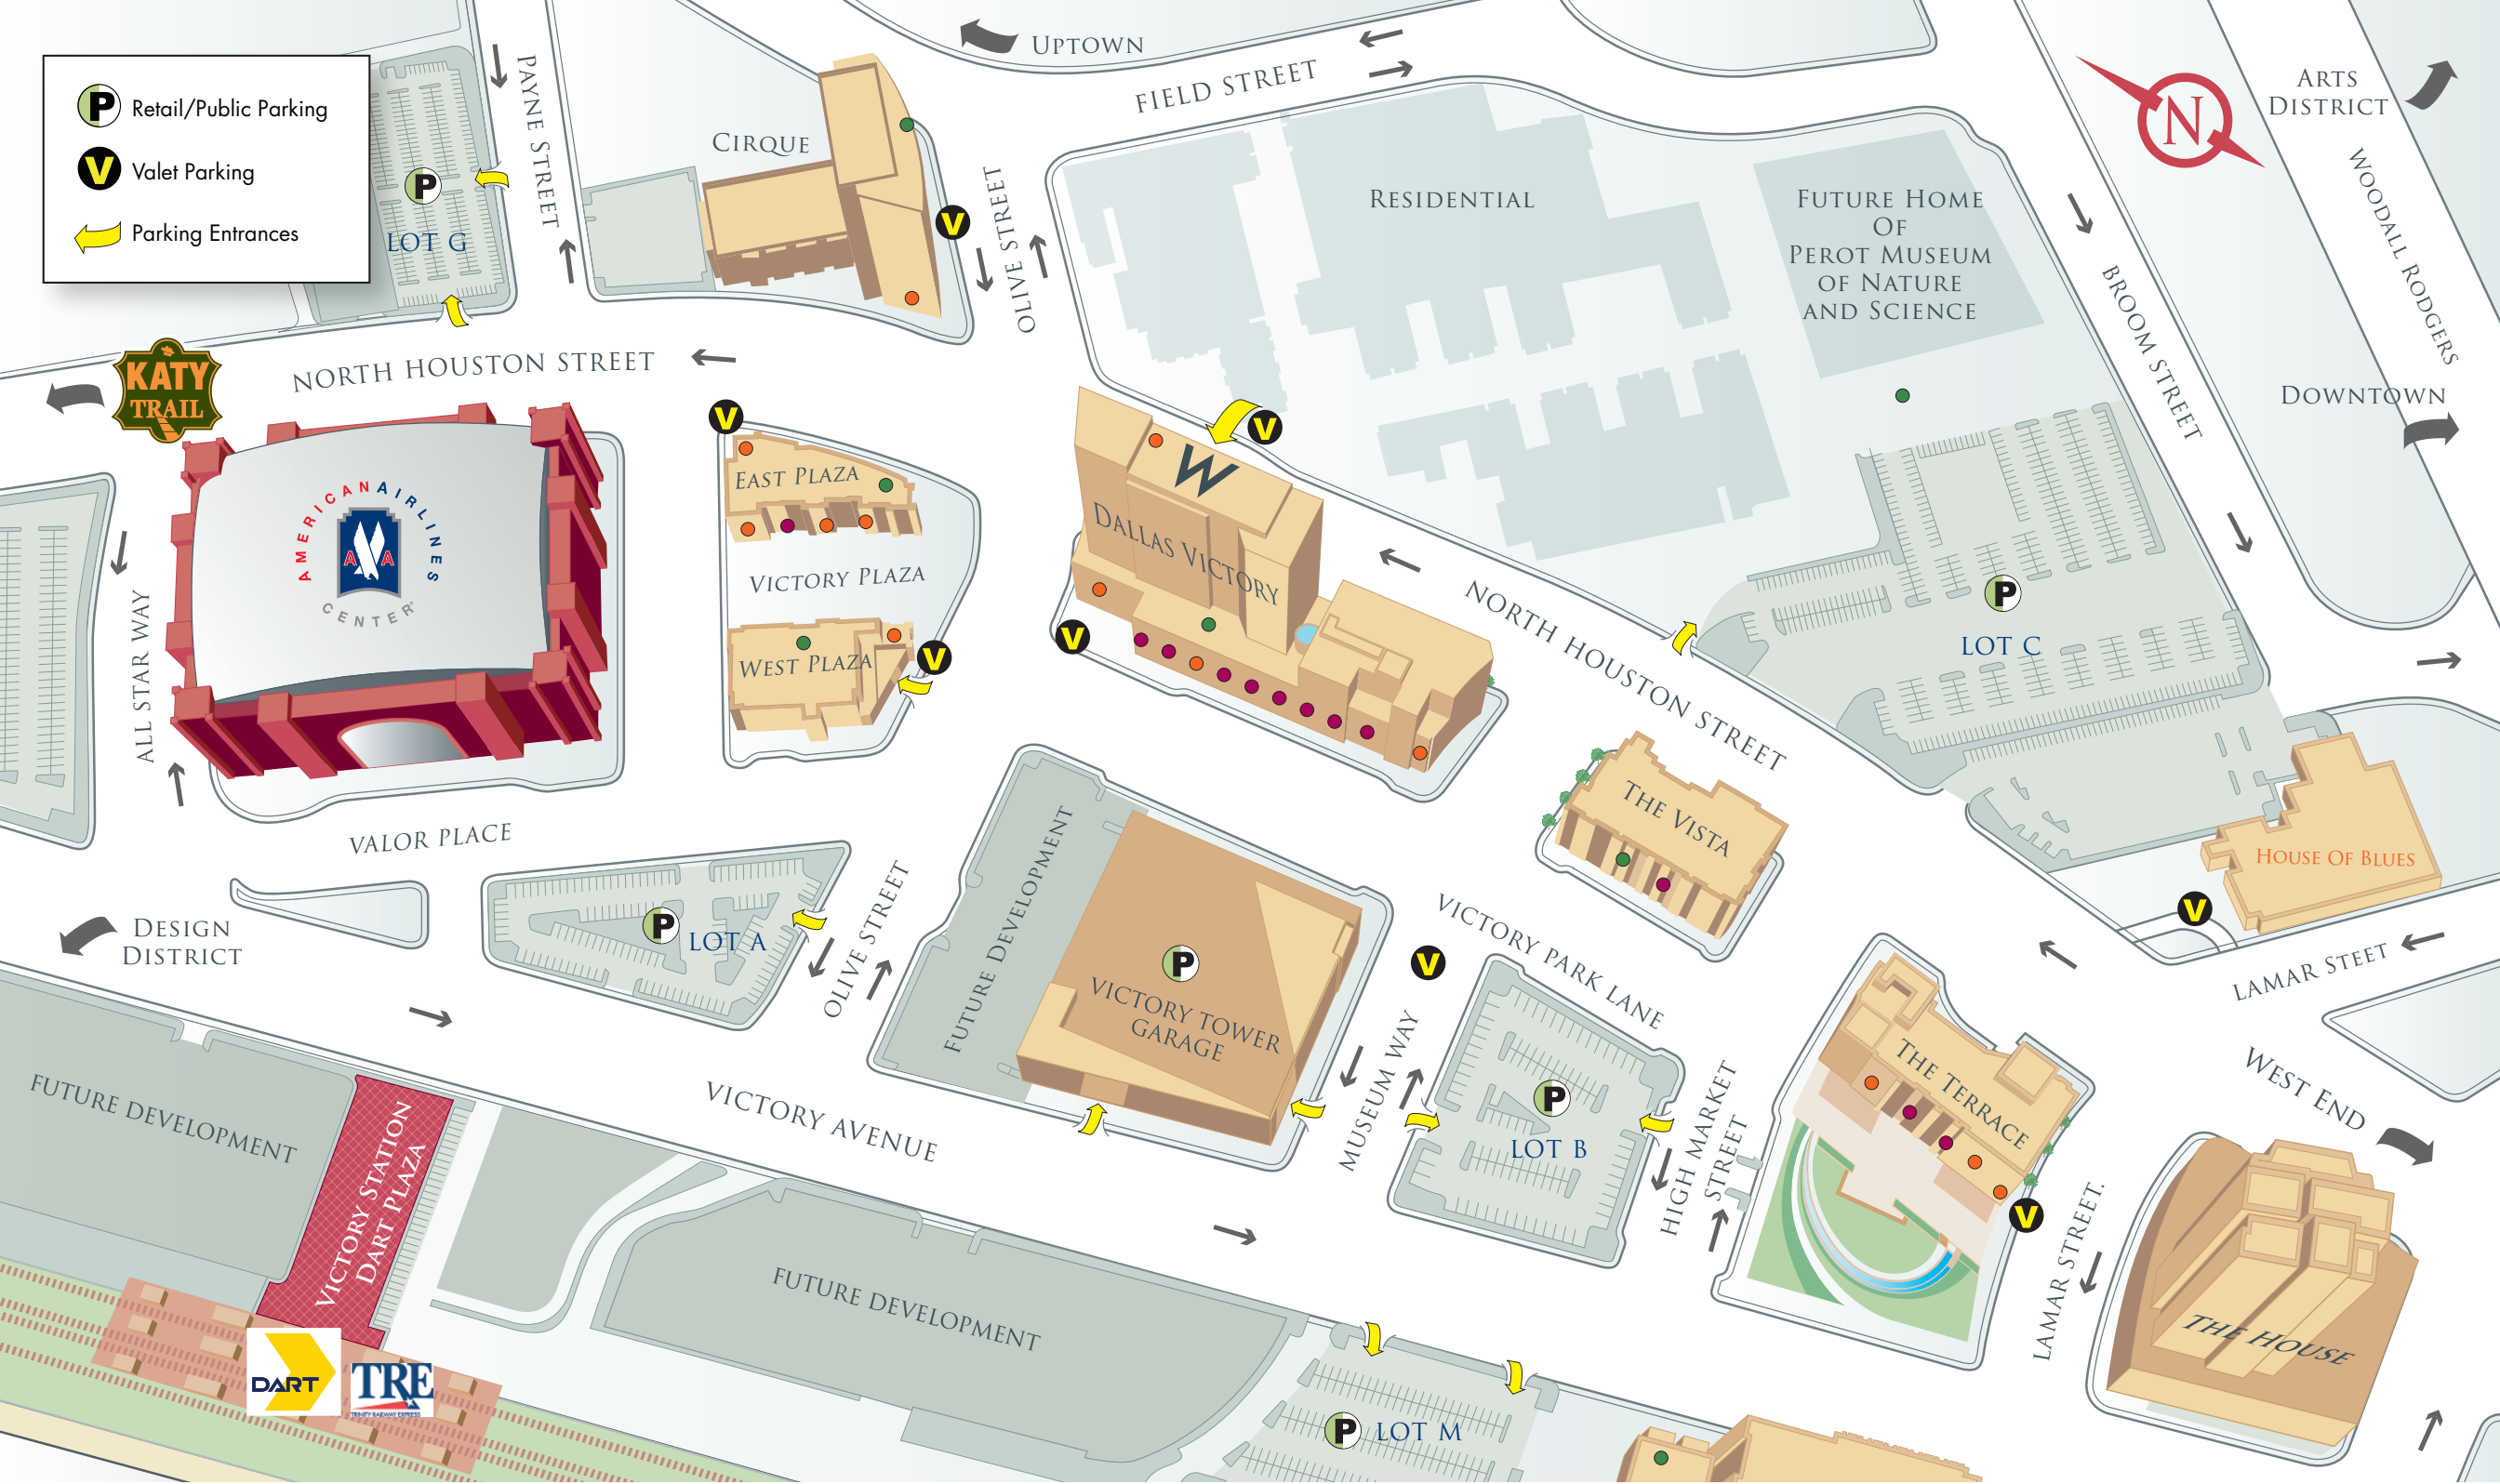 P Retail/Public Parking
V Valet Parking
Parking Entrances
P
LOT G
PAYNE STREET
CIRQUE
V
OLIVE STREET
UPTOWN
FIELD STREET
RESIDENTIAL
FUTURE HOME
OF
PEROT MUSEUM
OF NATURE
AND SCIENCE
N
ARTS
DISTRICT
WOODALL RODGERS
BROOM STREET
DOWNTOWN
KATY
TRAIL
NORTH HOUSTON STREET
AMERICAN AIRLINES
AA
CENTER
ALL STAR WAY
V
EAST PLAZA
VICTORY PLAZA
WEST PLAZA
V
V
W
DALLAS VICTORY
V
NORTH HOUSTON STREET
P
LOT C
THE VISTA
HOUSE OF BLUES
V
LAMAR STEET
VALOR PLACE
DESIGN
DISTRICT
P
LOT A
OLIVE STREET
FUTURE DEVELOPMENT
P
VICTORY TOWER
GARAGE
V
VICTORY PARK LANE
MUSEUM WAY
P
LOT B
HIGH MARKET
STREET
THE TERRACE
V
LAMAR STREET.
WEST END
THE HOUSE
VICTORY AVENUE
FUTURE DEVELOPMENT
VICTORY STATION
DART PLAZA
FUTURE DEVELOPMENT
DART
TRE
TRINITY RAILWAY EXPRESS
P
LOT M